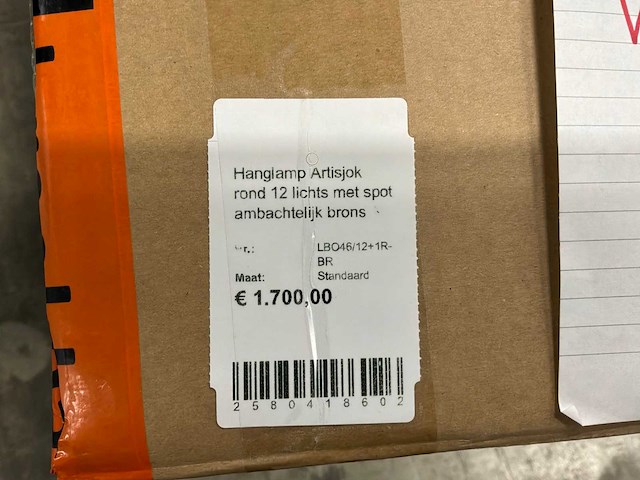 Hanglamp Artisjok
rond 12 lichts met spot
ambachtelijk brons
LBO46/12+1R-
BR
Maat: Standaard
€ 1.700,00
2580418602